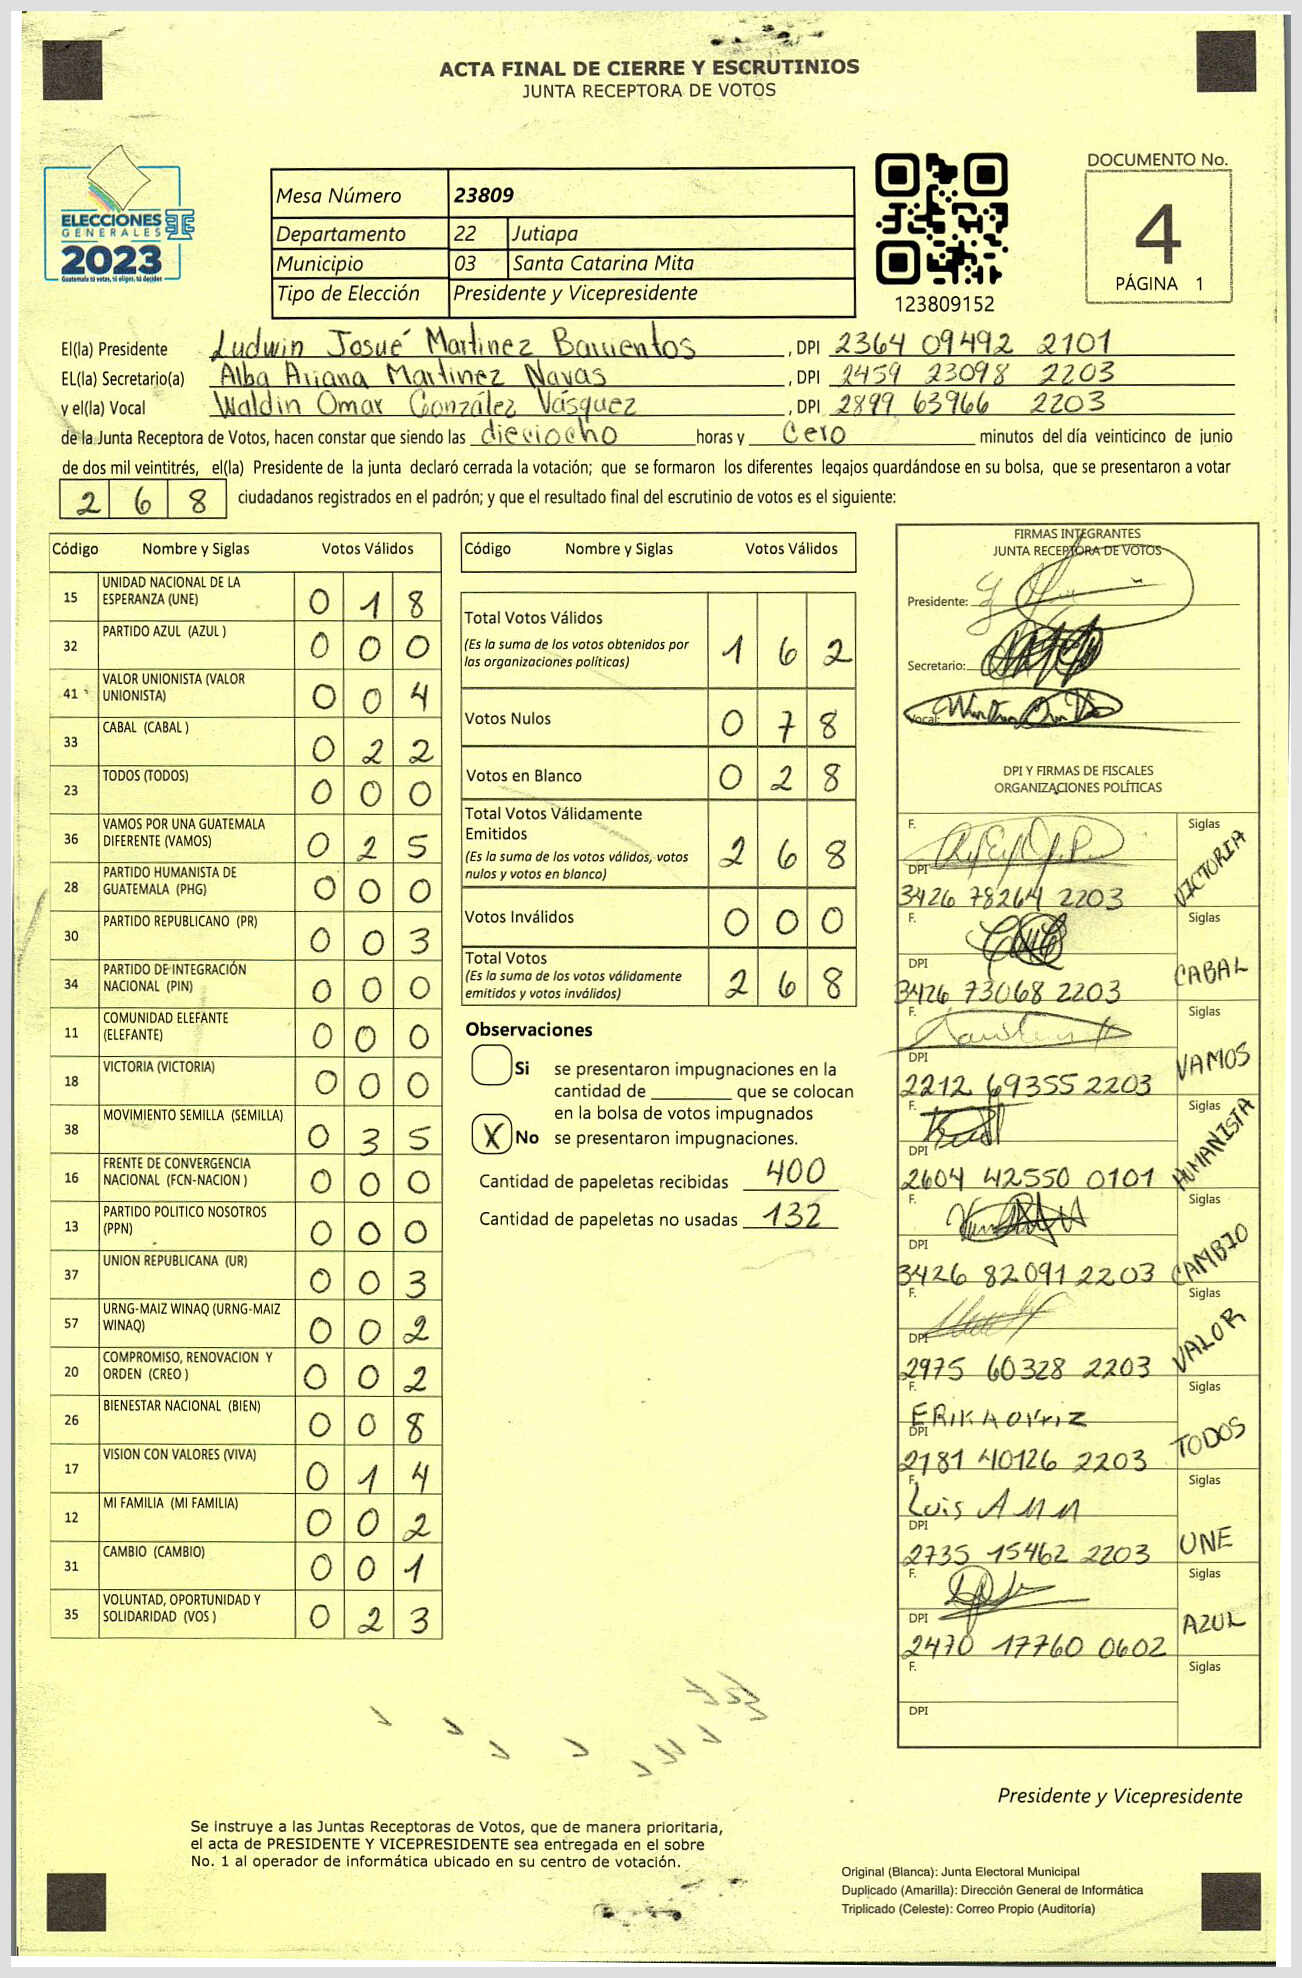 ACTA FINAL DE CIERRE Y ESCRUTINIOS
JUNTA RECEPTORA DE VOTOS
ELECCIONES
GENERALES
2023
Guatemala tú votas, tú eliges, tú decides
Mesa Número 23809
Departamento 22 Jutiapa
Municipio 03 Santa Catarina Mita
Tipo de Elección Presidente y Vicepresidente
123809152
DOCUMENTO No.
4
PÁGINA 1
El(la) Presidente Ludwin Josué Martinez Barrientos , DPI 2364 09492 2101
EL(la) Secretario(a) Alba Ariana Martinez Navas , DPI 2459 23098 2203
y el(la) Vocal Waldin Omar González Vásquez , DPI 2899 63966 2203
de la Junta Receptora de Votos, hacen constar que siendo las dieciocho horas y cero minutos del día veinticinco de junio
de dos mil veintitrés, el(la) Presidente de la junta declaró cerrada la votación; que se formaron los diferentes legajos guardándose en su bolsa, que se presentaron a votar
2 6 8 ciudadanos registrados en el padrón; y que el resultado final del escrutinio de votos es el siguiente:
Código Nombre y Siglas Votos Válidos
15 UNIDAD NACIONAL DE LA
ESPERANZA (UNE) 0 1 8
32 PARTIDO AZUL (AZUL ) 0 0 0
41 VALOR UNIONISTA (VALOR
UNIONISTA) 0 0 4
33 CABAL (CABAL ) 0 2 2
23 TODOS (TODOS) 0 0 0
36 VAMOS POR UNA GUATEMALA
DIFERENTE (VAMOS) 0 2 5
28 PARTIDO HUMANISTA DE
GUATEMALA (PHG) 0 0 0
30 PARTIDO REPUBLICANO (PR) 0 0 3
34 PARTIDO DE INTEGRACIÓN
NACIONAL (PIN) 0 0 0
11 COMUNIDAD ELEFANTE
(ELEFANTE) 0 0 0
18 VICTORIA (VICTORIA) 0 0 0
38 MOVIMIENTO SEMILLA (SEMILLA) 0 3 5
16 FRENTE DE CONVERGENCIA
NACIONAL (FCN-NACION ) 0 0 0
13 PARTIDO POLITICO NOSOTROS
(PPN) 0 0 0
37 UNION REPUBLICANA (UR) 0 0 3
57 URNG-MAIZ WINAQ (URNG-MAIZ
WINAQ) 0 0 2
20 COMPROMISO, RENOVACION Y
ORDEN (CREO ) 0 0 2
26 BIENESTAR NACIONAL (BIEN) 0 0 8
17 VISION CON VALORES (VIVA) 0 1 4
12 MI FAMILIA (MI FAMILIA) 0 0 2
31 CAMBIO (CAMBIO) 0 0 1
35 VOLUNTAD, OPORTUNIDAD Y
SOLIDARIDAD (VOS ) 0 2 3
Código Nombre y Siglas Votos Válidos
Total Votos Válidos
(Es la suma de los votos obtenidos por
las organizaciones políticas) 1 6 2
Votos Nulos 0 7 8
Votos en Blanco 0 2 8
Total Votos Válidamente
Emitidos
(Es la suma de los votos válidos, votos
nulos y votos en blanco) 2 6 8
Votos Inválidos 0 0 0
Total Votos
(Es la suma de los votos válidamente
emitidos y votos inválidos) 2 6 8
Observaciones
Si se presentaron impugnaciones en la
cantidad de ________ que se colocan
en la bolsa de votos impugnados
X No se presentaron impugnaciones.
Cantidad de papeletas recibidas 400
Cantidad de papeletas no usadas 132
FIRMAS INTEGRANTES
JUNTA RECEPTORA DE VOTOS
Presidente:
Secretario:
Vocal:
DPI Y FIRMAS DE FISCALES
ORGANIZACIONES POLÍTICAS
F. Siglas
DPI VICTORIA
3426 78264 2203
F. Siglas
DPI CABAL
3426 73068 2203
F.
DPI VAMOS
2212 69355 2203
F. Siglas
DPI HUMANISTA
2604 42550 0101
F. Siglas
DPI CAMBIO
3426 82091 2203
F. Siglas
DPI VALOR
2975 60328 2203
F. Siglas
ERIKA
DPI TODOS
2181 40126 2203
F. Siglas
Luis
DPI UNE
2735 15462 2203
F. Siglas
DPI AZUL
2470 17760 0602
F. Siglas
DPI
Presidente y Vicepresidente
Se instruye a las Juntas Receptoras de Votos, que de manera prioritaria,
el acta de PRESIDENTE Y VICEPRESIDENTE sea entregada en el sobre
No. 1 al operador de informática ubicado en su centro de votación.
Original (Blanca): Junta Electoral Municipal
Duplicado (Amarilla): Dirección General de Informática
Triplicado (Celeste): Correo Propio (Auditoría)